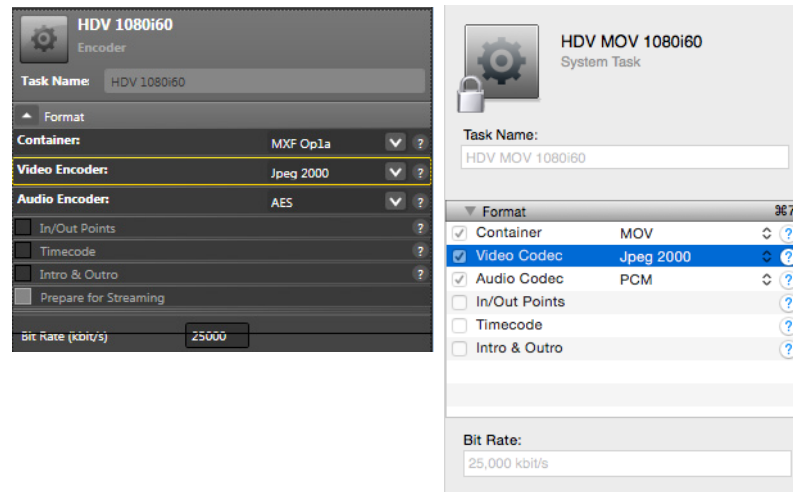 HDV 1080i60
Encoder
Task Name: HDV 1080i60
Format
Container: MXF Op1a ?
Video Encoder: Jpeg 2000 ?
Audio Encoder: AES ?
In/Out Points ?
Timecode ?
Intro & Outro ?
Prepare for Streaming
Bit Rate (kbit/s) 25000
HDV MOV 1080i60
System Task
Task Name:
HDV MOV 1080i60
Format ⌘7
Container MOV ?
Video Codec Jpeg 2000 ?
Audio Codec PCM ?
In/Out Points ?
Timecode ?
Intro & Outro ?
Bit Rate:
25,000 kbit/s